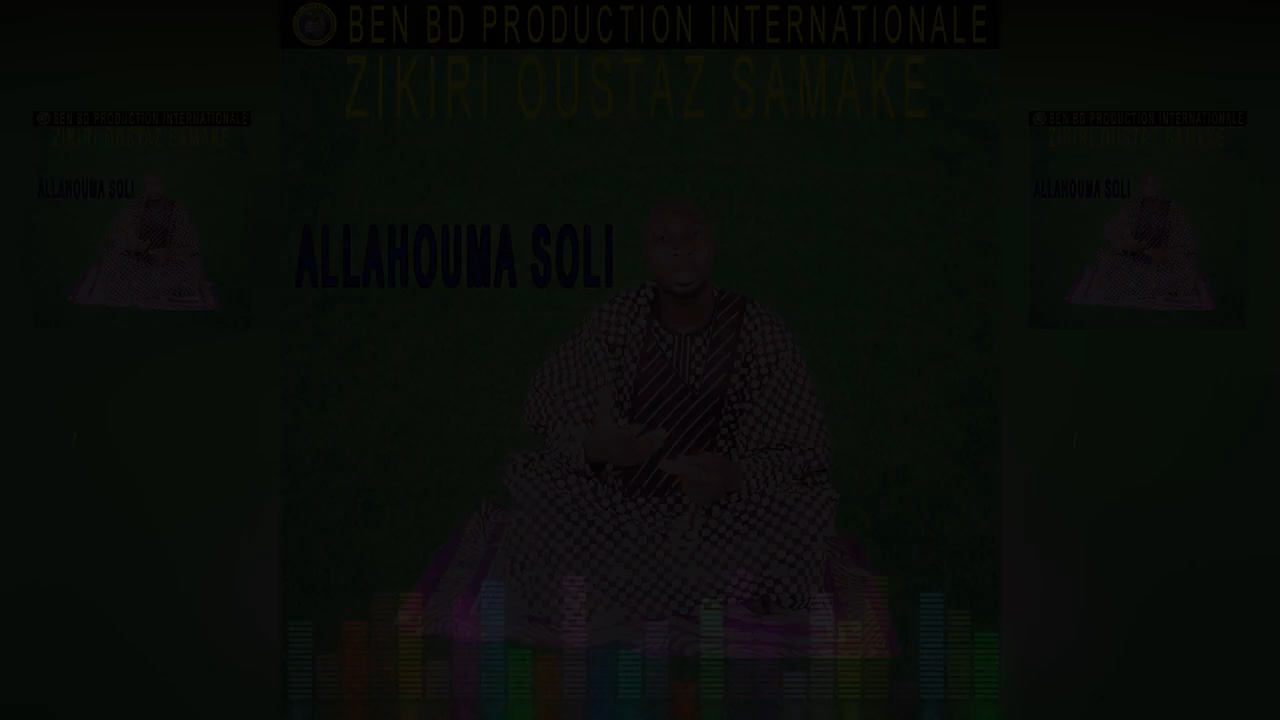 BEN BD PRODUCTION INTERNATIONALE
ZIKIRI OUSTAZ SAMAKE
ALLAHOUMA SOLI
BEN BD PRODUCTION INTERNATIONALE
ZIKIRI OUSTAZ SAMAKE
ALLAHOUMA SOLI
BEN BD PRODUCTION INTERNATIONALE
ZIKIRI OUSTAZ SAMAKE
ALLAHOUMA SOLI